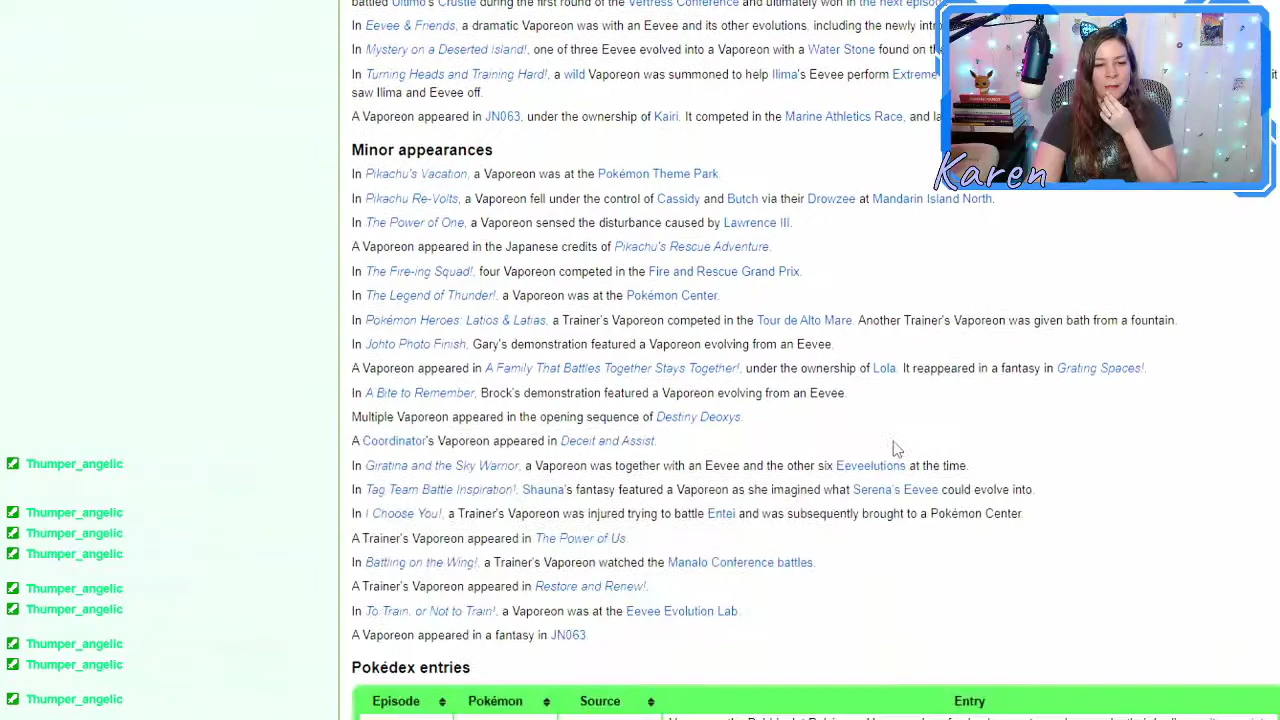 battled Ultimo's Crustle during the first round of the Vertress Conference and ultimately won in the next episo
In Eevee & Friends, a dramatic Vaporeon was with an Eevee and its other evolutions, including the newly intro
In Mystery on a Deserted Island!, one of three Eevee evolved into a Vaporeon with a Water Stone found on the
In Turning Heads and Training Hard!, a wild Vaporeon was summoned to help Ilima's Eevee perform Extreme
saw Ilima and Eevee off.
A Vaporeon appeared in JN063, under the ownership of Kairi. It competed in the Marine Athletics Race, and la
Karen
Minor appearances
In Pikachu's Vacation, a Vaporeon was at the Pokémon Theme Park.
In Pikachu Re-Volts, a Vaporeon fell under the control of Cassidy and Butch via their Drowzee at Mandarin Island North.
In The Power of One, a Vaporeon sensed the disturbance caused by Lawrence III.
A Vaporeon appeared in the Japanese credits of Pikachu's Rescue Adventure.
In The Fire-ing Squad!, four Vaporeon competed in the Fire and Rescue Grand Prix.
In The Legend of Thunder!, a Vaporeon was at the Pokémon Center.
In Pokémon Heroes: Latios & Latias, a Trainer's Vaporeon competed in the Tour de Alto Mare. Another Trainer's Vaporeon was given bath from a fountain.
In Johto Photo Finish, Gary's demonstration featured a Vaporeon evolving from an Eevee.
A Vaporeon appeared in A Family That Battles Together Stays Together!, under the ownership of Lola. It reappeared in a fantasy in Grating Spaces!.
In A Bite to Remember, Brock's demonstration featured a Vaporeon evolving from an Eevee.
Multiple Vaporeon appeared in the opening sequence of Destiny Deoxys.
A Coordinator's Vaporeon appeared in Deceit and Assist.
In Giratina and the Sky Warrior, a Vaporeon was together with an Eevee and the other six Eeveelutions at the time.
In Tag Team Battle Inspiration!, Shauna's fantasy featured a Vaporeon as she imagined what Serena's Eevee could evolve into.
In I Choose You!, a Trainer's Vaporeon was injured trying to battle Entei and was subsequently brought to a Pokémon Center.
A Trainer's Vaporeon appeared in The Power of Us.
In Battling on the Wing!, a Trainer's Vaporeon watched the Manalo Conference battles.
A Trainer's Vaporeon appeared in Restore and Renew!.
In To Train, or Not to Train!, a Vaporeon was at the Eevee Evolution Lab.
A Vaporeon appeared in a fantasy in JN063.
Pokédex entries
Episode Pokémon Source Entry
Thumper_angelic
Thumper_angelic
Thumper_angelic
Thumper_angelic
Thumper_angelic
Thumper_angelic
Thumper_angelic
Thumper_angelic
Thumper_angelic